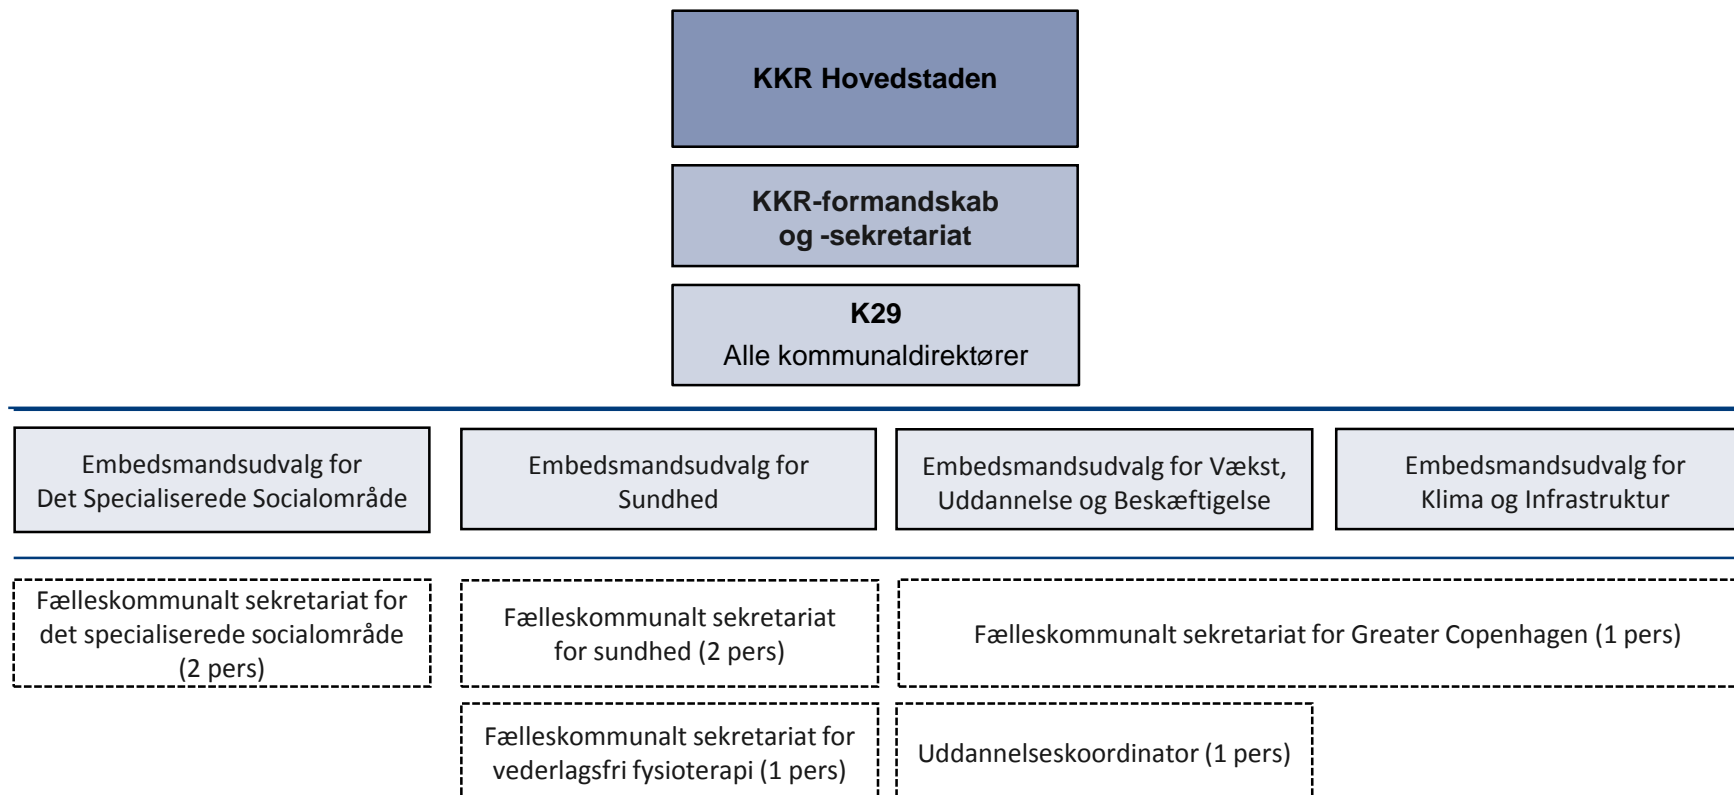 KKR Hovedstaden
KKR-formandskab
og -sekretariat
K29
Alle kommunaldirektører
Embedsmandsudvalg for
Det Specialiserede Socialområde
Embedsmandsudvalg for
Sundhed
Embedsmandsudvalg for Vækst,
Uddannelse og Beskæftigelse
Embedsmandsudvalg for
Klima og Infrastruktur
Fælleskommunalt sekretariat for
det specialiserede socialområde
(2 pers)
Fælleskommunalt sekretariat
for sundhed (2 pers)
Fælleskommunalt sekretariat for Greater Copenhagen (1 pers)
Fælleskommunalt sekretariat for
vederlagsfri fysioterapi (1 pers)
Uddannelseskoordinator (1 pers)